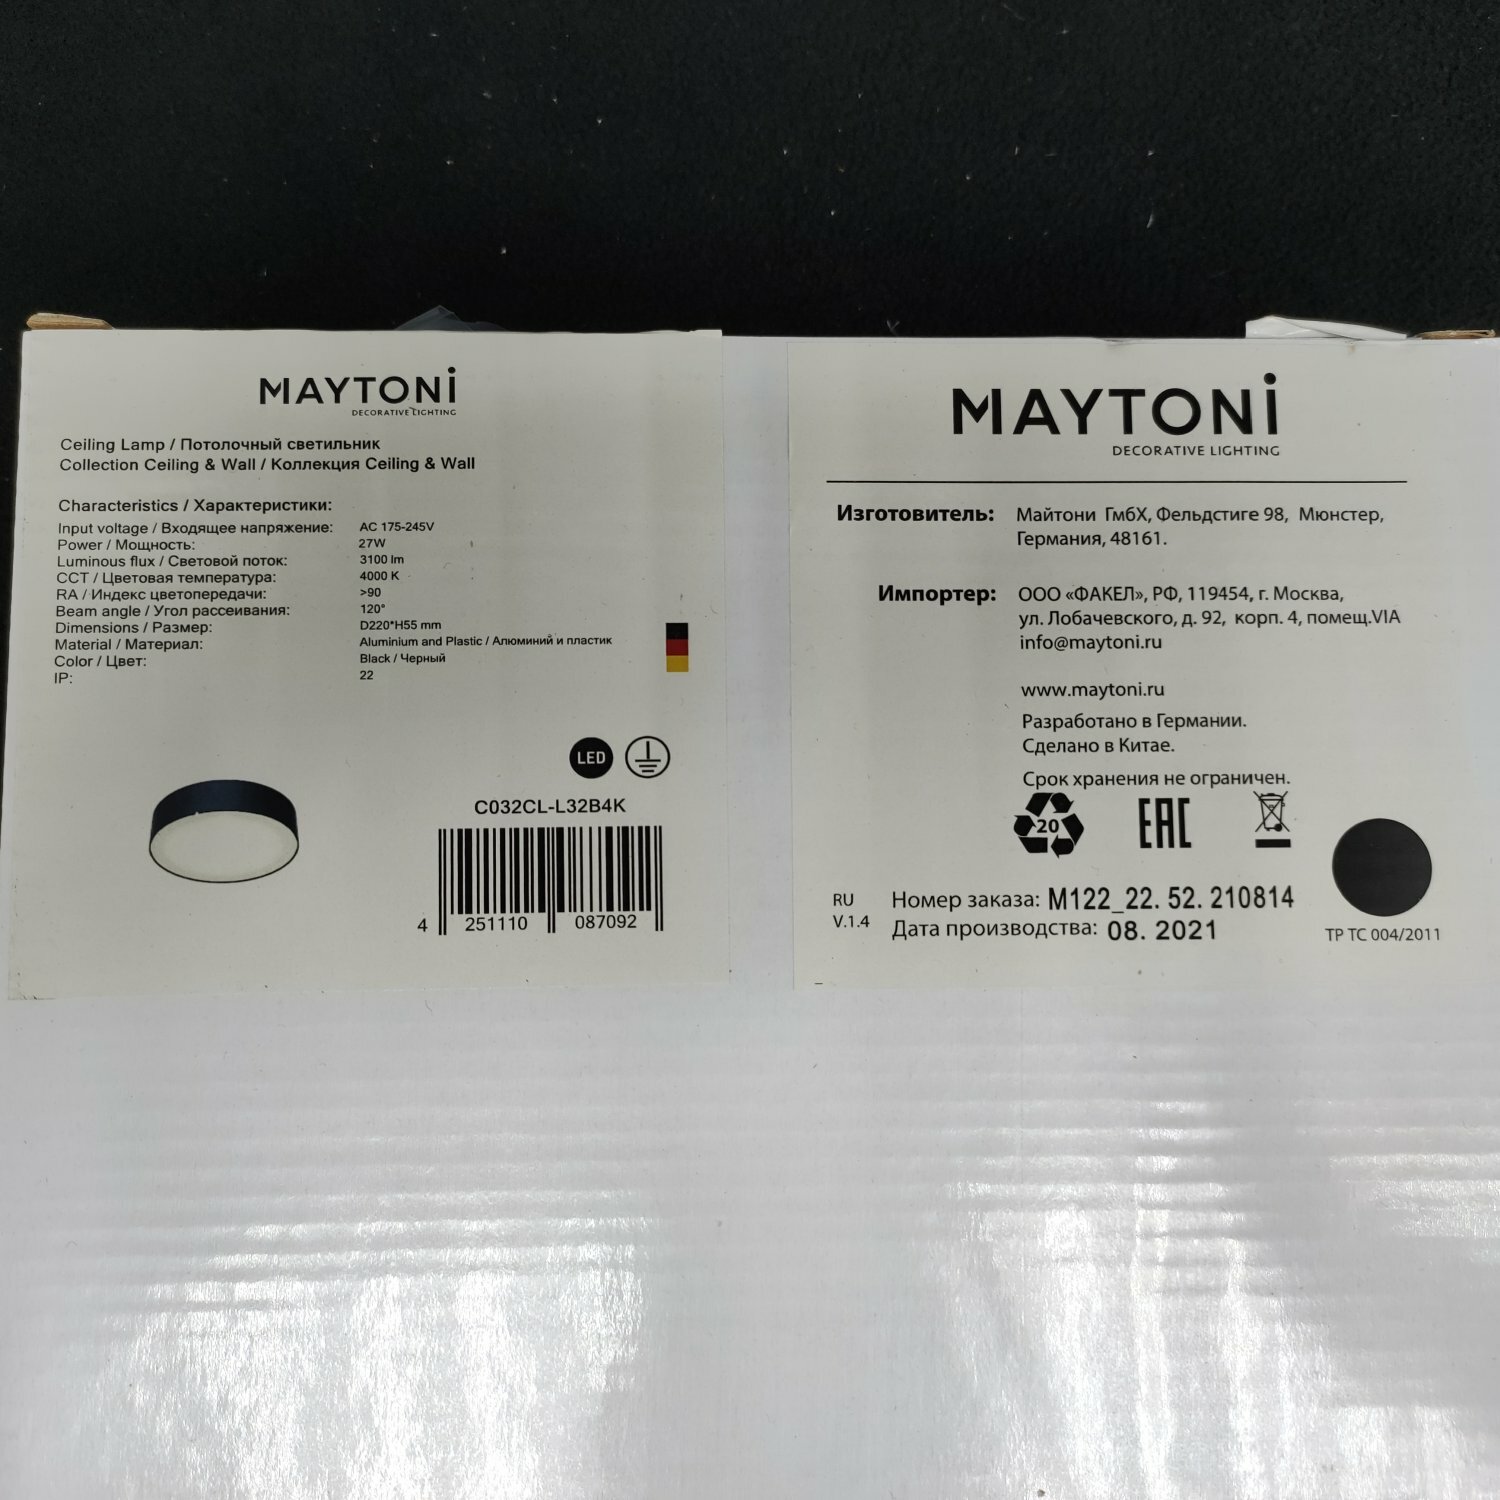 MAYTONi
DECORATIVE LIGHTING
Ceiling Lamp / Потолочный светильник
Collection Ceiling & Wall / Коллекция Ceiling & Wall
Characteristics / Характеристики:
Input voltage / Входящее напряжение: AC 175-245V
Power / Мощность: 27W
Luminous flux / Световой поток: 3100 lm
CCT / Цветовая температура: 4000 K
RA / Индекс цветопередачи: >90
Beam angle / Угол рассеивания: 120°
Dimensions / Размер: D220*H55 mm
Material / Материал: Aluminium and Plastic / Алюминий и пластик
Color / Цвет: Black / Черный
IP: 22
LED
C032CL-L32B4K
4 251110 087092
MAYTONi
DECORATIVE LIGHTING
Изготовитель: Майтони ГмбХ, Фельдстиге 98, Мюнстер,
Германия, 48161.
Импортер: ООО «ФАКЕЛ», РФ, 119454, г. Москва,
ул. Лобачевского, д. 92, корп. 4, помещ.VIA
info@maytoni.ru
www.maytoni.ru
Разработано в Германии.
Сделано в Китае.
Срок хранения не ограничен.
20 EAC
RU
V.1.4
Номер заказа: M122_22. 52. 210814
Дата производства: 08. 2021
ТР ТС 004/2011